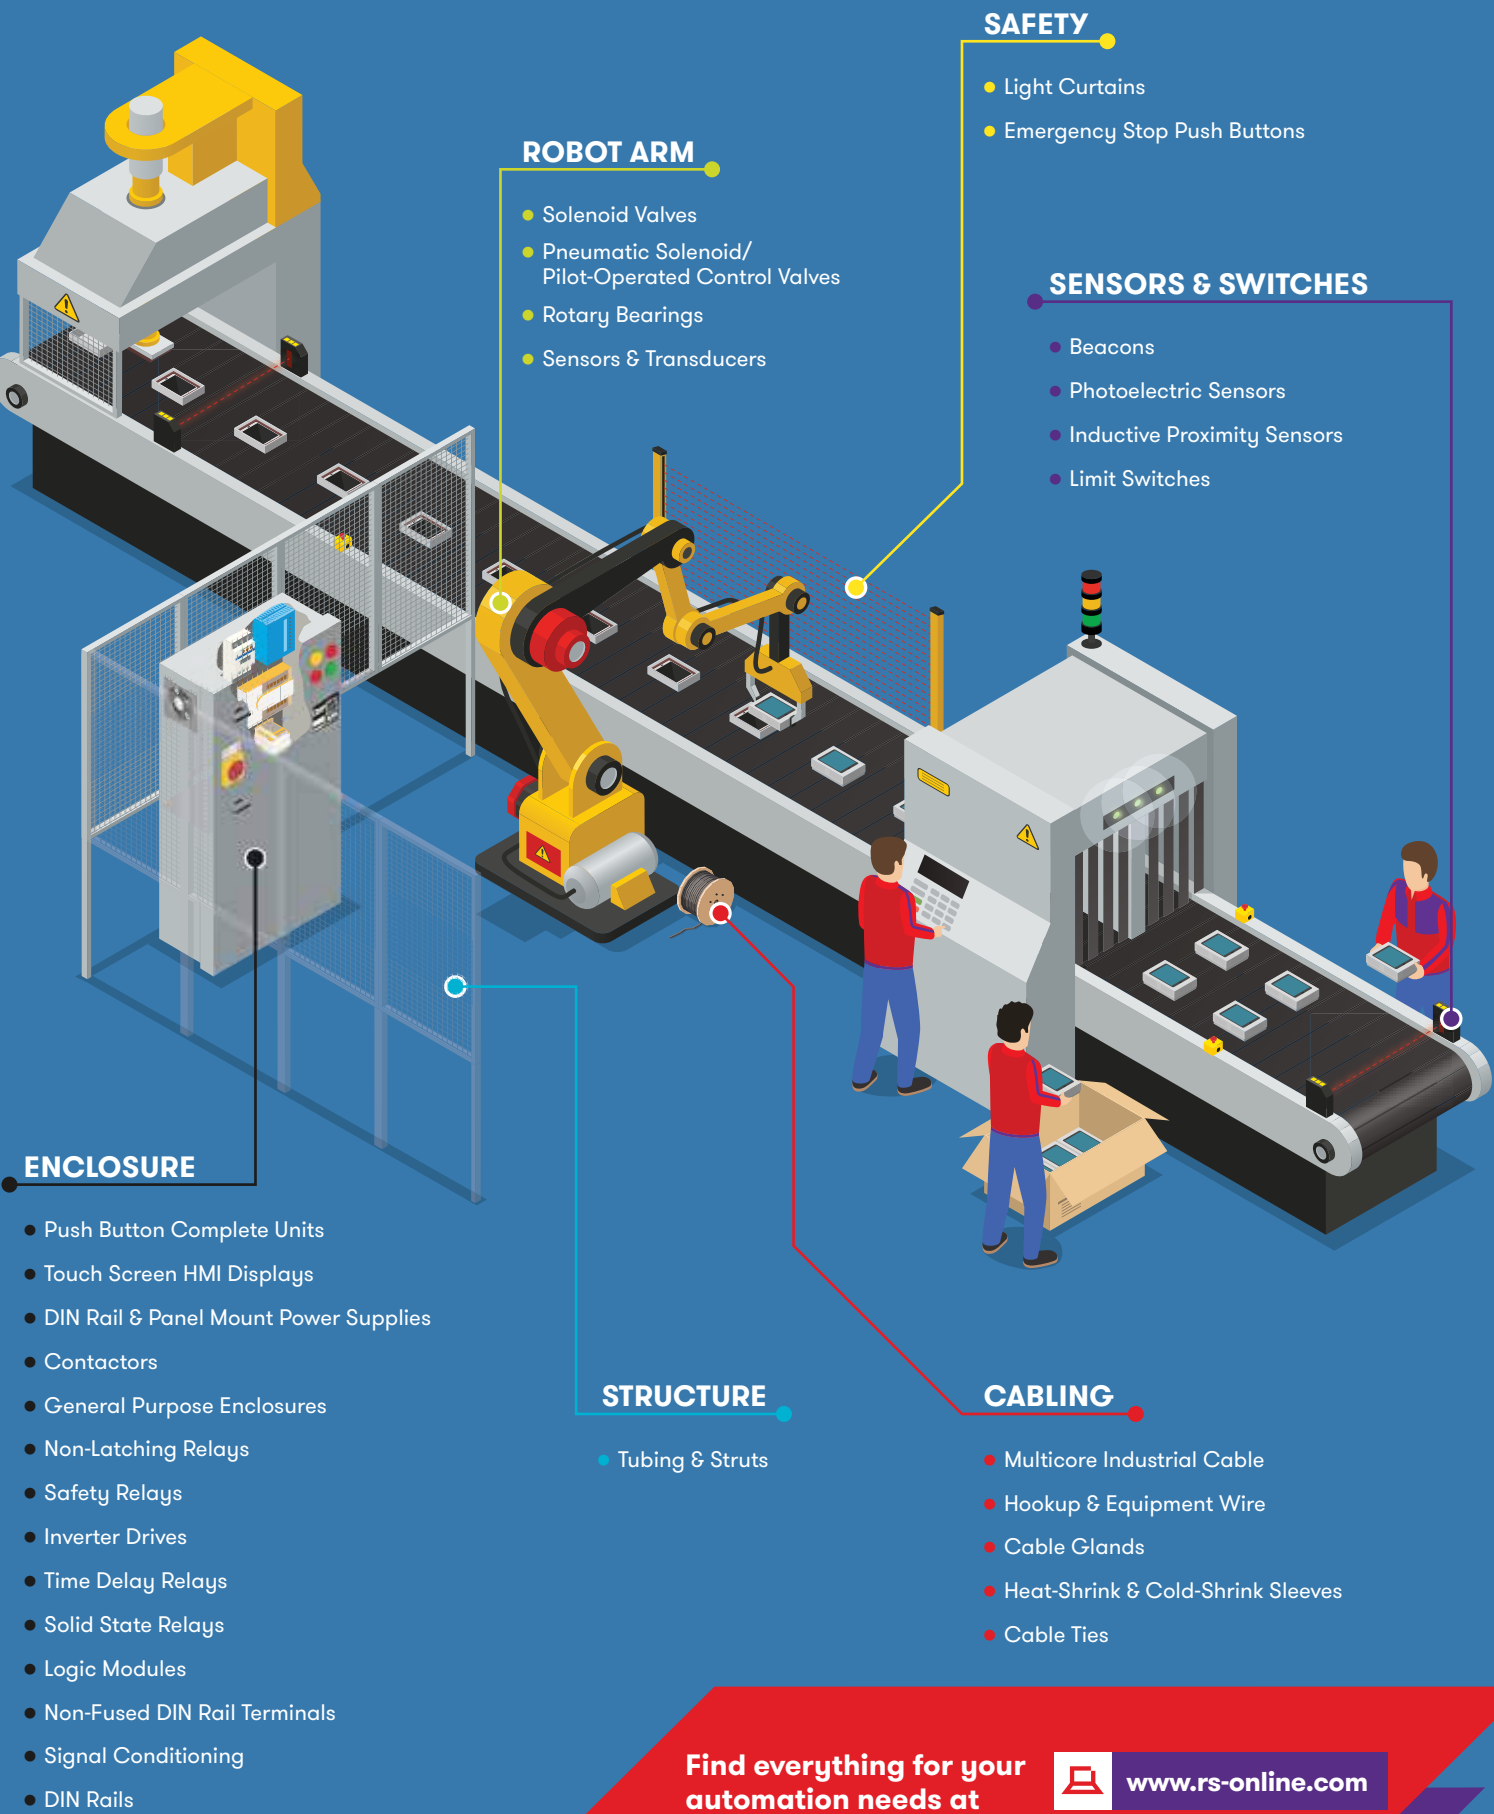 SAFETY
Light Curtains
Emergency Stop Push Buttons
ROBOT ARM
Solenoid Valves
Pneumatic Solenoid/
Pilot-Operated Control Valves
Rotary Bearings
Sensors & Transducers
SENSORS & SWITCHES
Beacons
Photoelectric Sensors
Inductive Proximity Sensors
Limit Switches
ENCLOSURE
Push Button Complete Units
Touch Screen HMI Displays
DIN Rail & Panel Mount Power Supplies
Contactors
General Purpose Enclosures
Non-Latching Relays
Safety Relays
Inverter Drives
Time Delay Relays
Solid State Relays
Logic Modules
Non-Fused DIN Rail Terminals
Signal Conditioning
DIN Rails
STRUCTURE
Tubing & Struts
CABLING
Multicore Industrial Cable
Hookup & Equipment Wire
Cable Glands
Heat-Shrink & Cold-Shrink Sleeves
Cable Ties
Find everything for your
automation needs at
www.rs-online.com